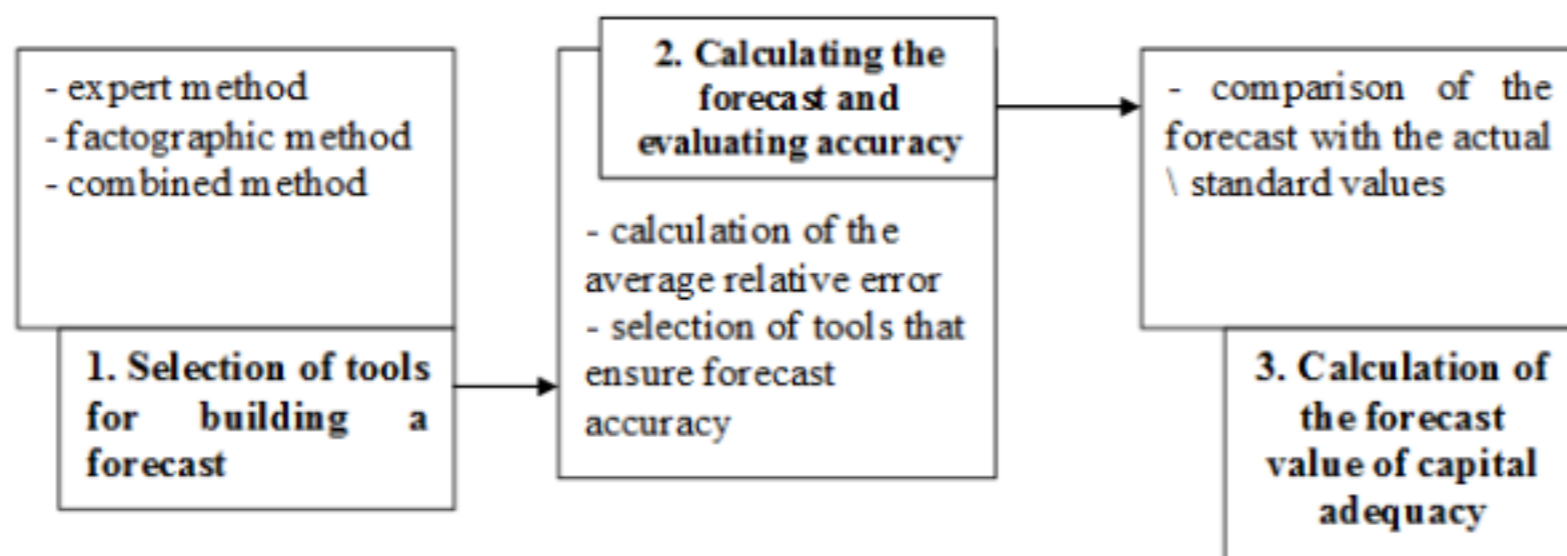 - expert method
- factographic method
- combined method
1. Selection of tools
for building a
forecast
2. Calculating the
forecast and
evaluating accuracy
- calculation of the
average relative error
- selection of tools that
ensure forecast
accuracy
- comparison of the
forecast with the actual
\ standard values
3. Calculation of
the forecast
value of capital
adequacy